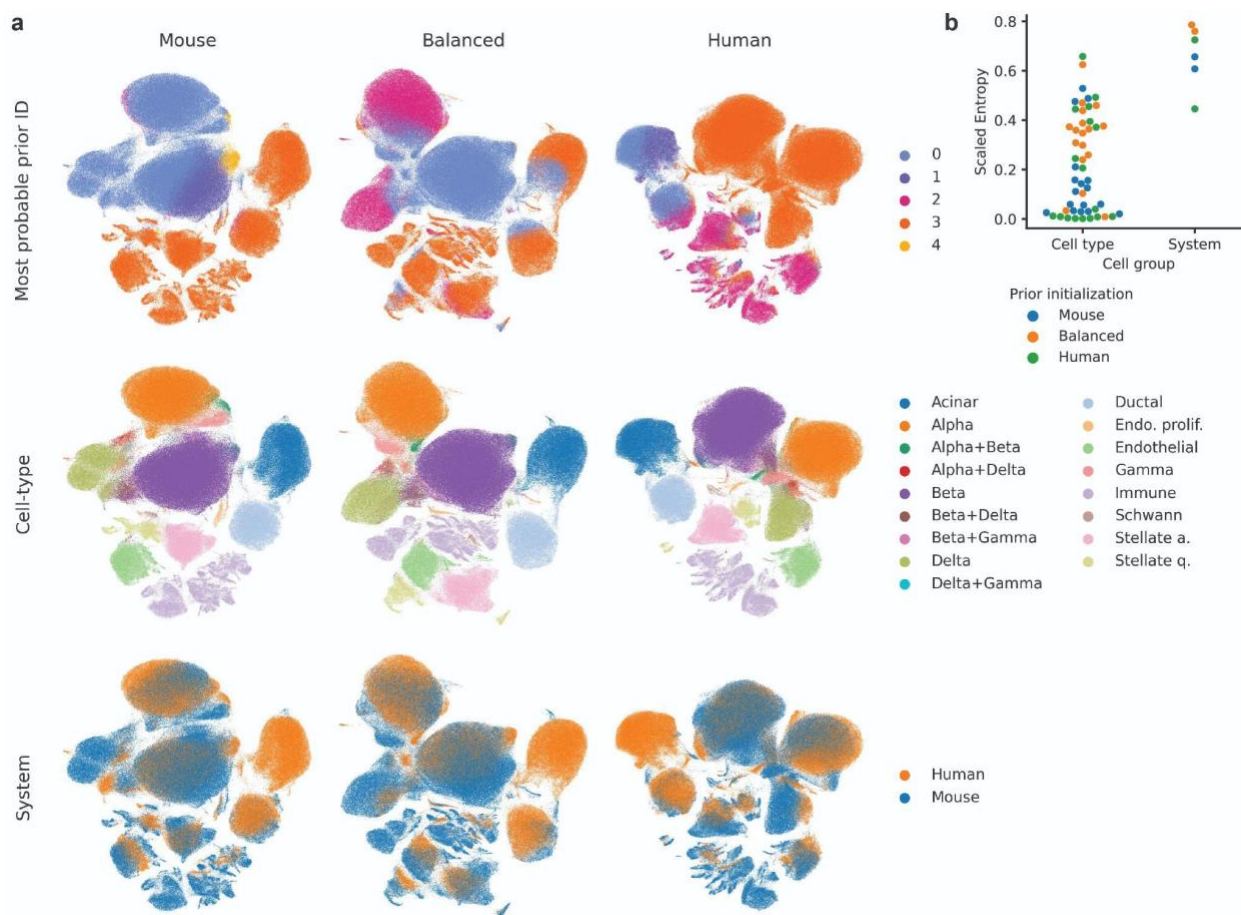 a
Mouse
Balanced
Human
Most probable prior ID
0
1
2
3
4
Cell-type
Acinar
Alpha
Alpha+Beta
Alpha+Delta
Beta
Beta+Delta
Beta+Gamma
Delta
Delta+Gamma
Ductal
Endo. prolif.
Endothelial
Gamma
Immune
Schwann
Stellate a.
Stellate q.
System
Human
Mouse
b
Scaled Entropy
0.8
0.6
0.4
0.2
0.0
Cell type
System
Cell group
Prior initialization
Mouse
Balanced
Human